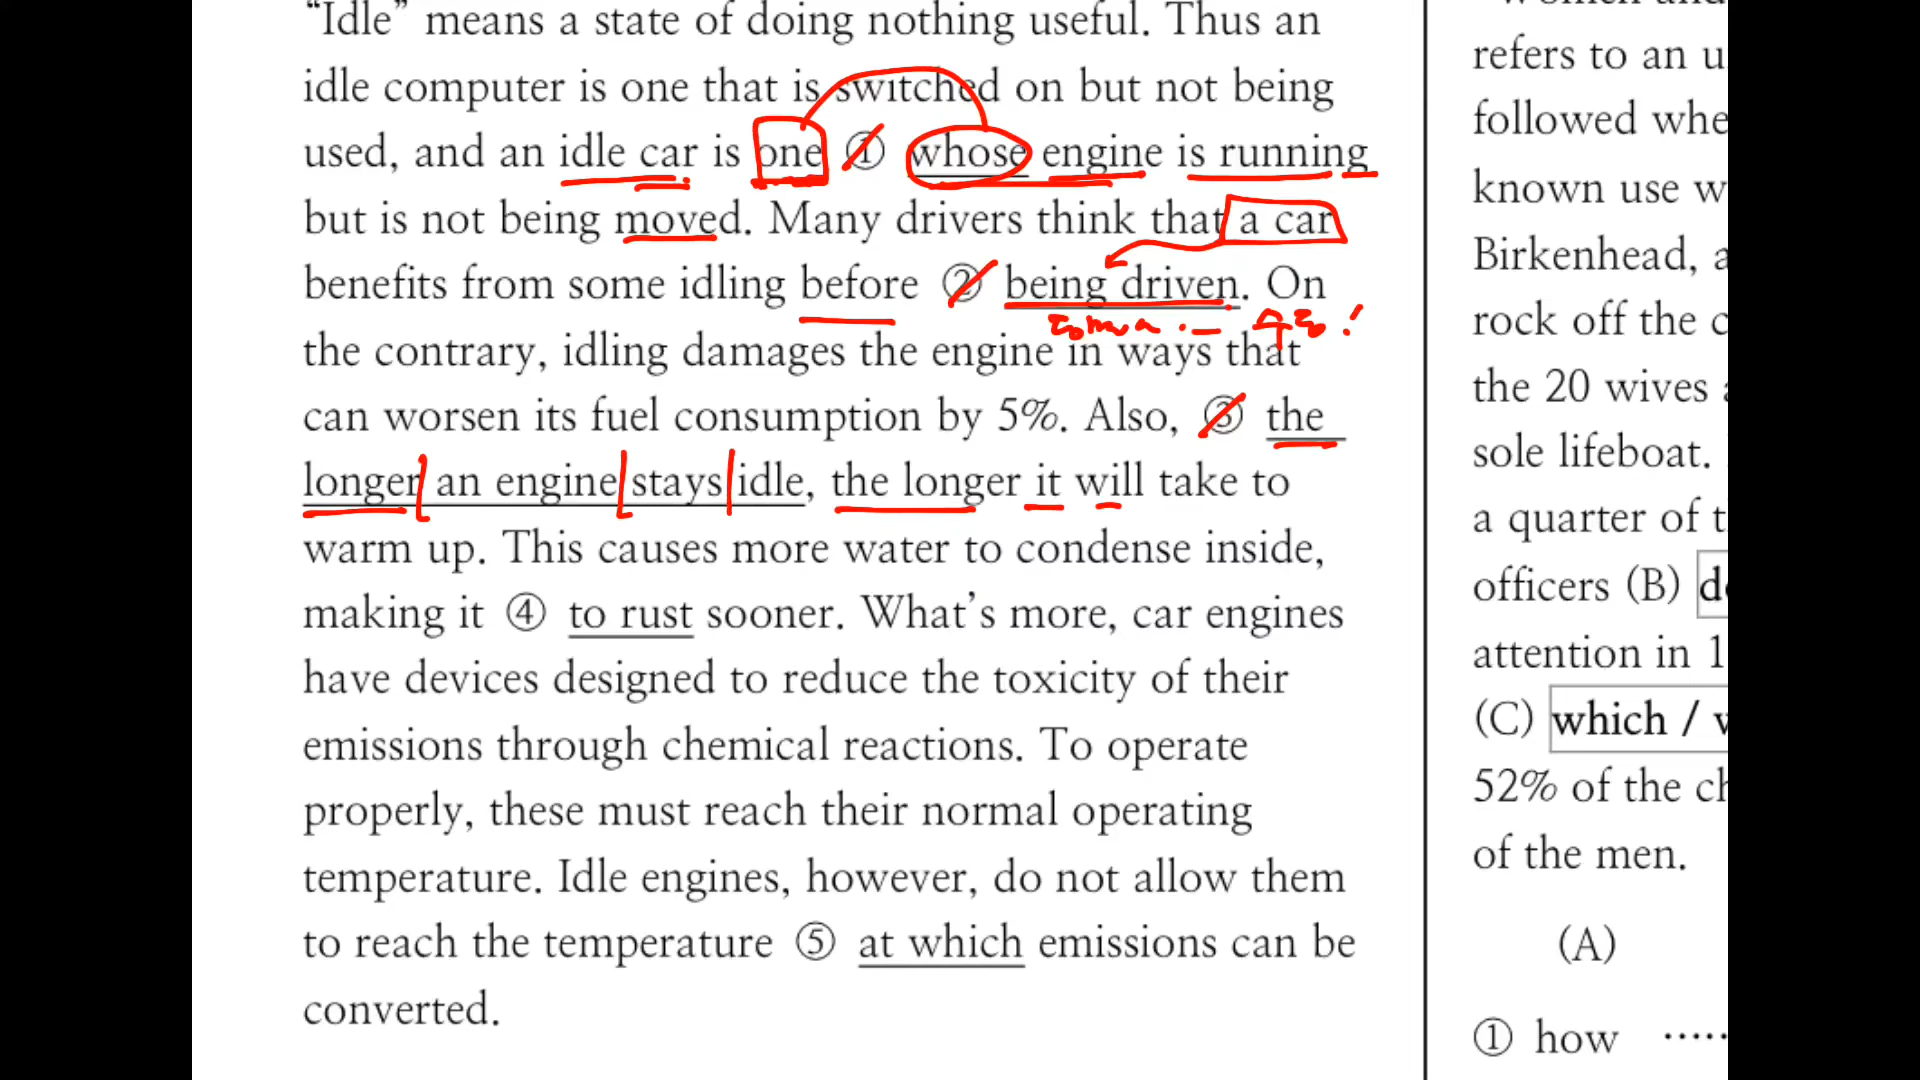 “Idle” means a state of doing nothing useful. Thus an
idle computer is one that is switched on but not being
used, and an idle car is one ① whose engine is running
but is not being moved. Many drivers think that a car
benefits from some idling before ② being driven. On
the contrary, idling damages the engine in ways that
can worsen its fuel consumption by 5%. Also, ③ the
longer an engine stays idle, the longer it will take to
warm up. This causes more water to condense inside,
making it ④ to rust sooner. What’s more, car engines
have devices designed to reduce the toxicity of their
emissions through chemical reactions. To operate
properly, these must reach their normal operating
temperature. Idle engines, however, do not allow them
to reach the temperature ⑤ at which emissions can be
converted.
refers to an u
followed whe
known use w
Birkenhead, a
rock off the c
the 20 wives
sole lifeboat.
a quarter of t
officers (B) d
attention in 1
(C) which /
52% of the ch
of the men.
(A)
① how ·····